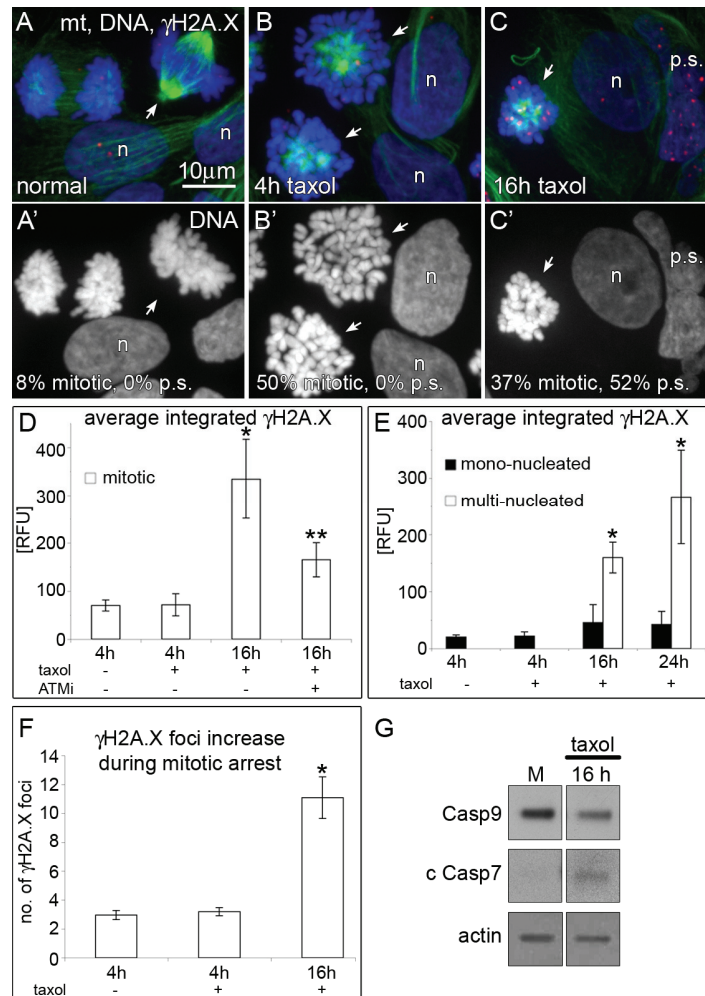 A
mt, DNA, γH2A.X
n
normal
10μm
B
n
n
4h taxol
C
p.s.
n
16h taxol
A'
DNA
n
8% mitotic, 0% p.s.
B'
n
n
50% mitotic, 0% p.s.
C'
p.s.
n
37% mitotic, 52% p.s.
D
average integrated γH2A.X
[RFU]
400
300
200
100
0
mitotic
*
**
4h 4h 16h 16h
taxol - + + +
ATMi - - - +
E
average integrated γH2A.X
[RFU]
400
300
200
100
0
mono-nucleated
multi-nucleated
*
*
4h 4h 16h 24h
taxol - + + +
F
γH2A.X foci increase
during mitotic arrest
no. of γH2A.X foci
14
12
10
8
6
4
2
0
*
4h 4h 16h
taxol - + +
G
taxol
M 16 h
Casp9
c Casp7
actin